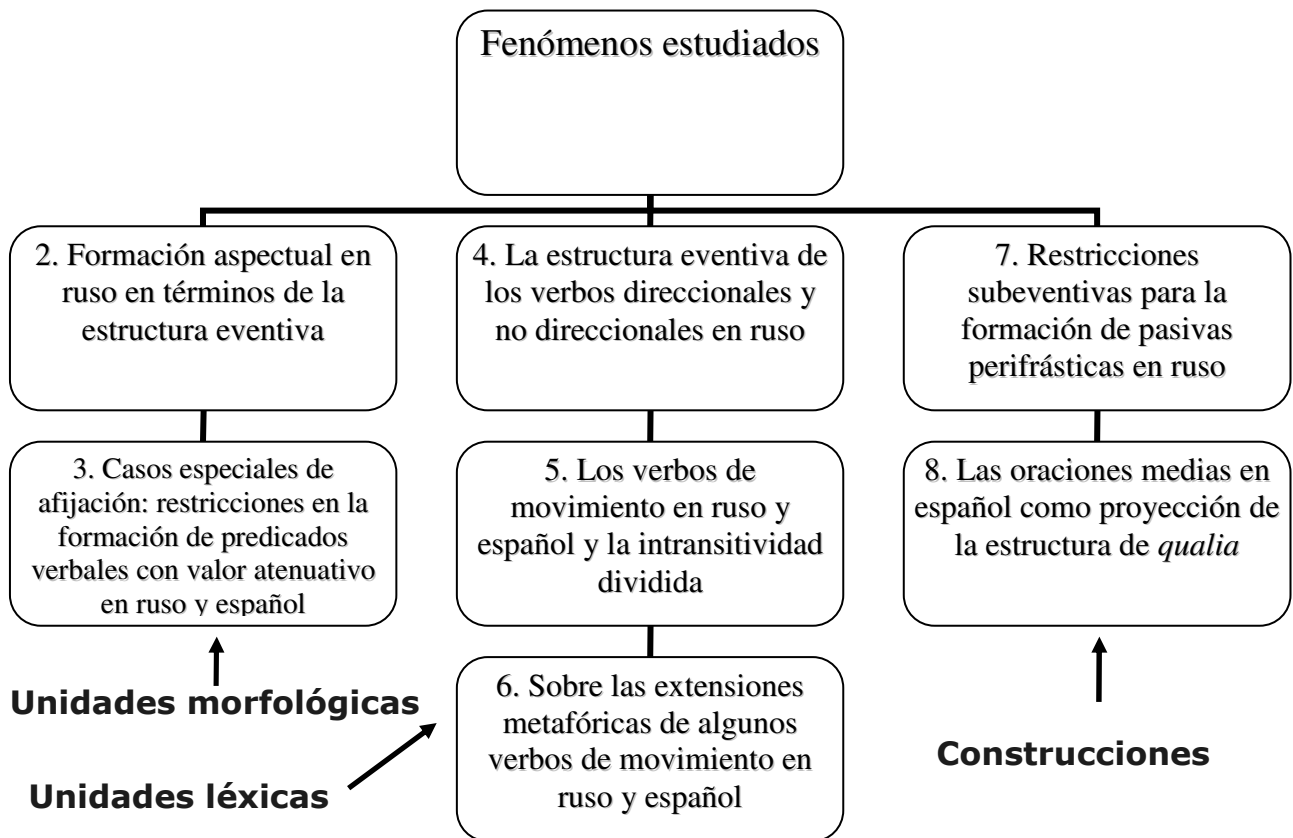 Fenómenos estudiados
2. Formación aspectual en
ruso en términos de la
estructura eventiva
4. La estructura eventiva de
los verbos direccionales y
no direccionales en ruso
7. Restricciones
subeventivas para la
formación de pasivas
perifrásticas en ruso
3. Casos especiales de
afijación: restricciones en la
formación de predicados
verbales con valor atenuativo
en ruso y español
5. Los verbos de
movimiento en ruso y
español y la intransitividad
dividida
8. Las oraciones medias en
español como proyección de
la estructura de qualia
Unidades morfológicas
6. Sobre las extensiones
metafóricas de algunos
verbos de movimiento en
ruso y español
Construcciones
Unidades léxicas